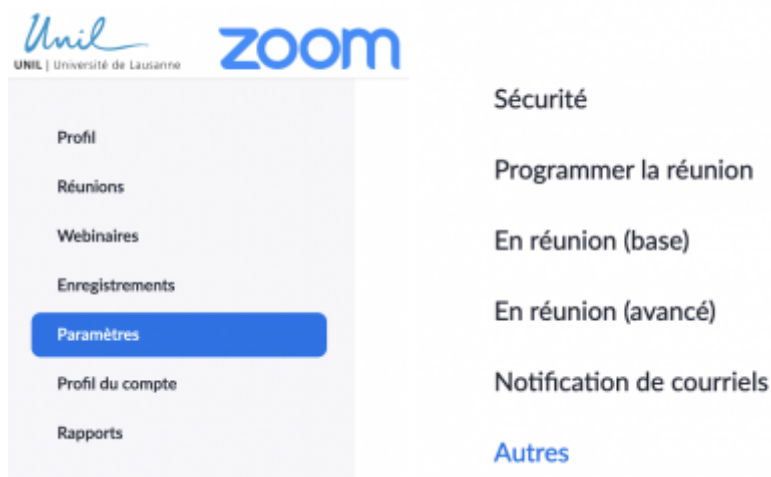 Unil
UNIL | Université de Lausanne
zoom
Profil
Réunions
Webinaires
Enregistrements
Paramètres
Profil du compte
Rapports
Sécurité
Programmer la réunion
En réunion (base)
En réunion (avancé)
Notification de courriels
Autres